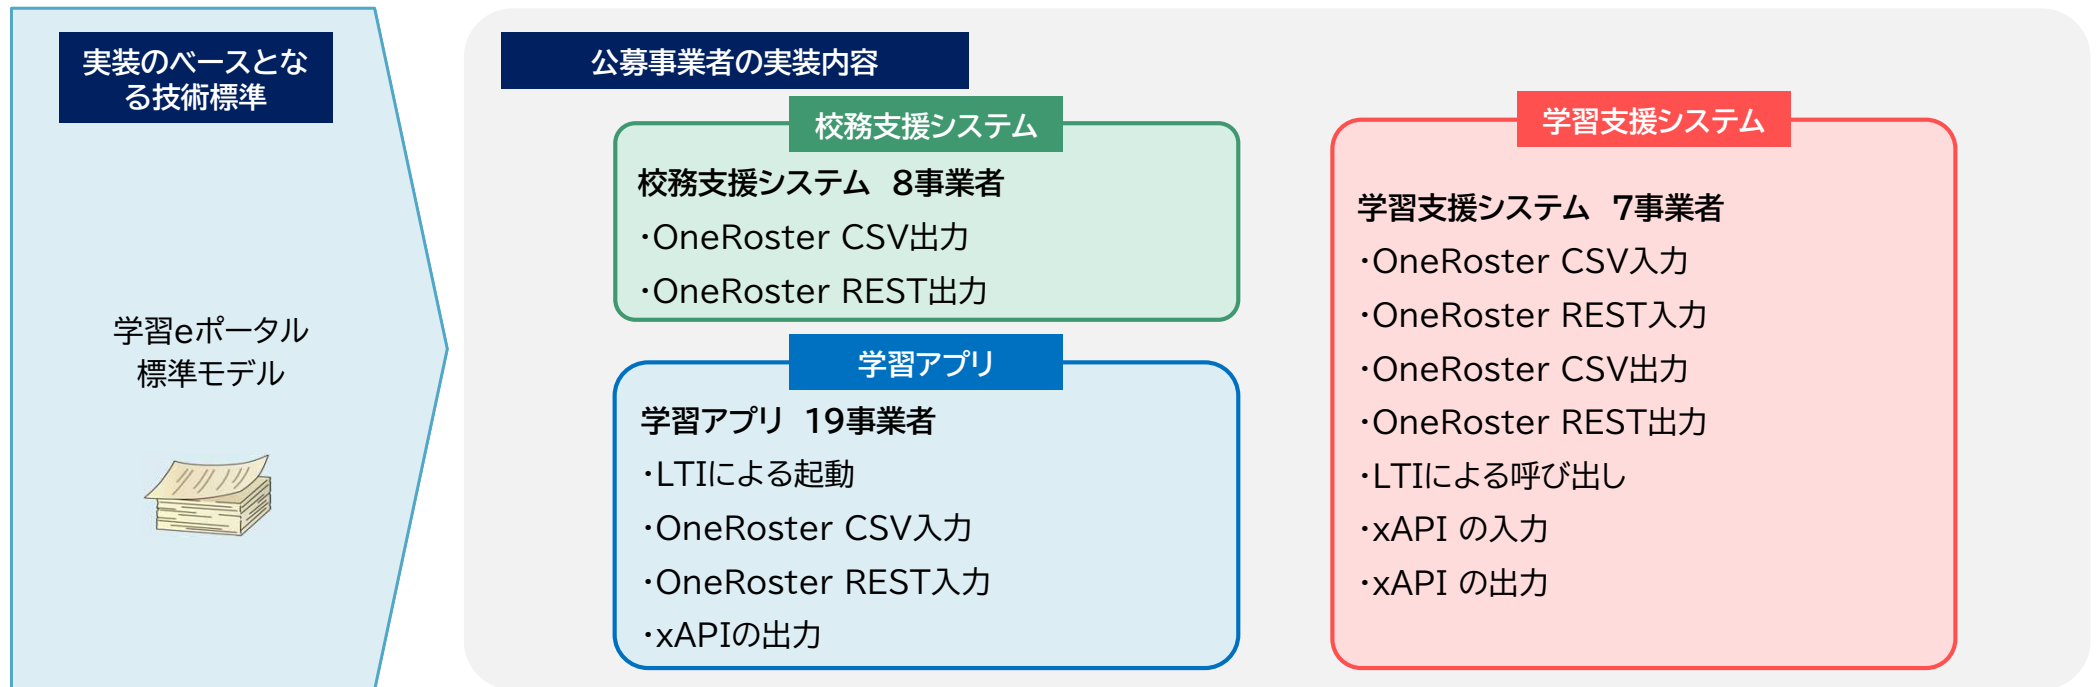 実装のベースとな
る技術標準
学習eポータル
標準モデル
公募事業者の実装内容
校務支援システム
校務支援システム 8事業者
・OneRoster CSV出力
・OneRoster REST出力
学習アプリ
学習アプリ 19事業者
・LTIによる起動
・OneRoster CSV入力
・OneRoster REST入力
・xAPIの出力
学習支援システム
学習支援システム 7事業者
・OneRoster CSV入力
・OneRoster REST入力
・OneRoster CSV出力
・OneRoster REST出力
・LTIによる呼び出し
・xAPI の入力
・xAPI の出力